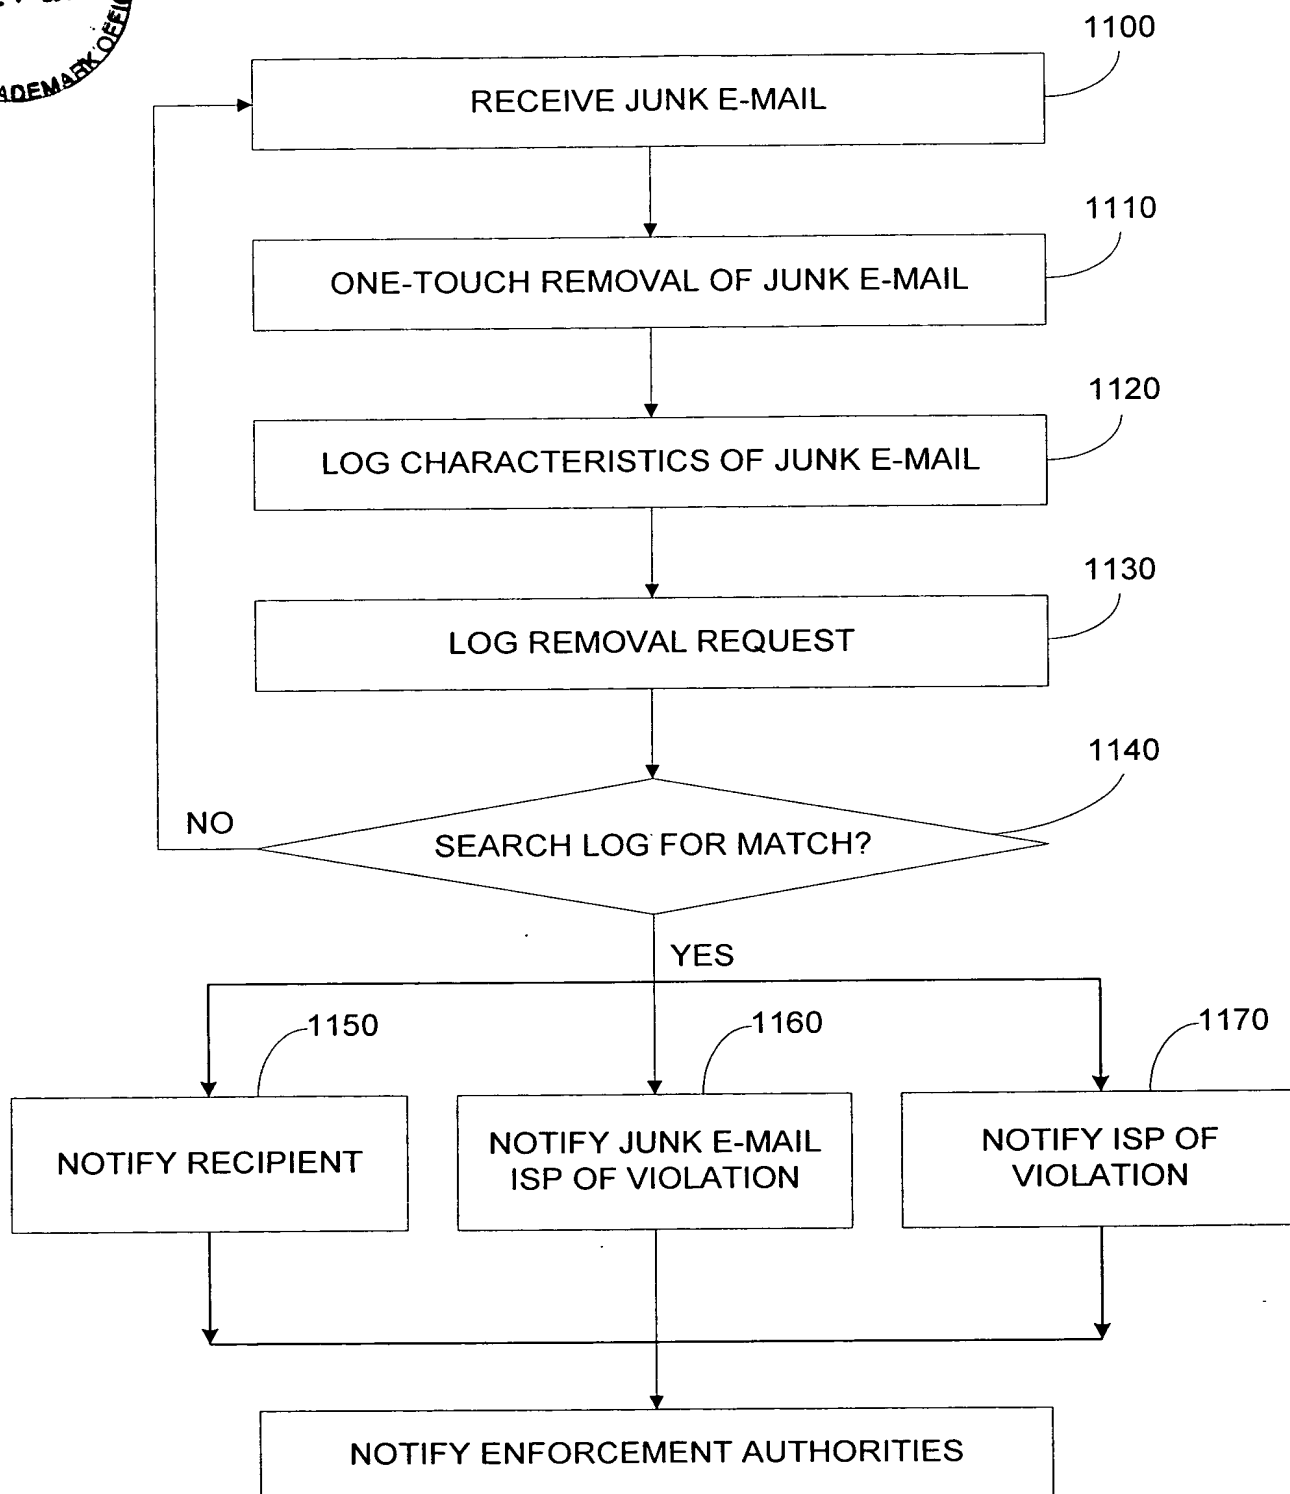 ADEMARK OFFIC
1100
RECEIVE JUNK E-MAIL
1110
ONE-TOUCH REMOVAL OF JUNK E-MAIL
1120
LOG CHARACTERISTICS OF JUNK E-MAIL
1130
LOG REMOVAL REQUEST
1140
NO
SEARCH LOG FOR MATCH?
YES
1150
1160
1170
NOTIFY RECIPIENT
NOTIFY JUNK E-MAIL
ISP OF VIOLATION
NOTIFY ISP OF
VIOLATION
NOTIFY ENFORCEMENT AUTHORITIES